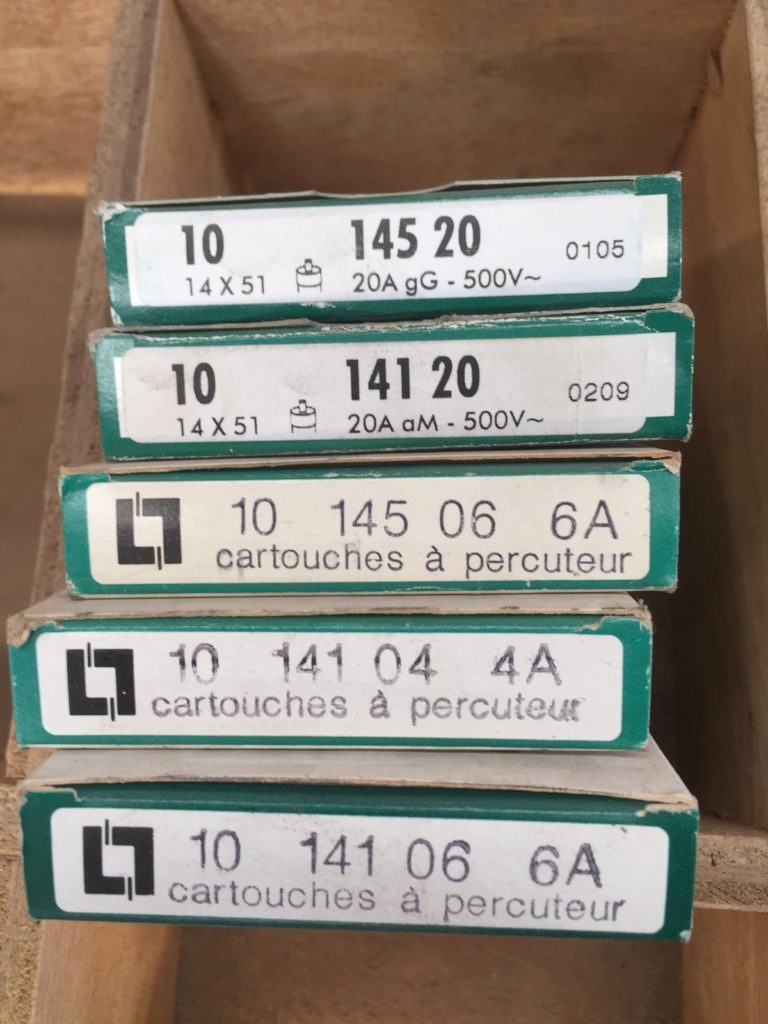 10 145 20 0105
14 X 51 20A gG - 500V~
10 141 20 0209
14 X 51 20A aM - 500V~
10 145 06 6A
cartouches à percuteur
10 141 04 4A
cartouches à percuteur
10 141 06 6A
cartouches à percuteur